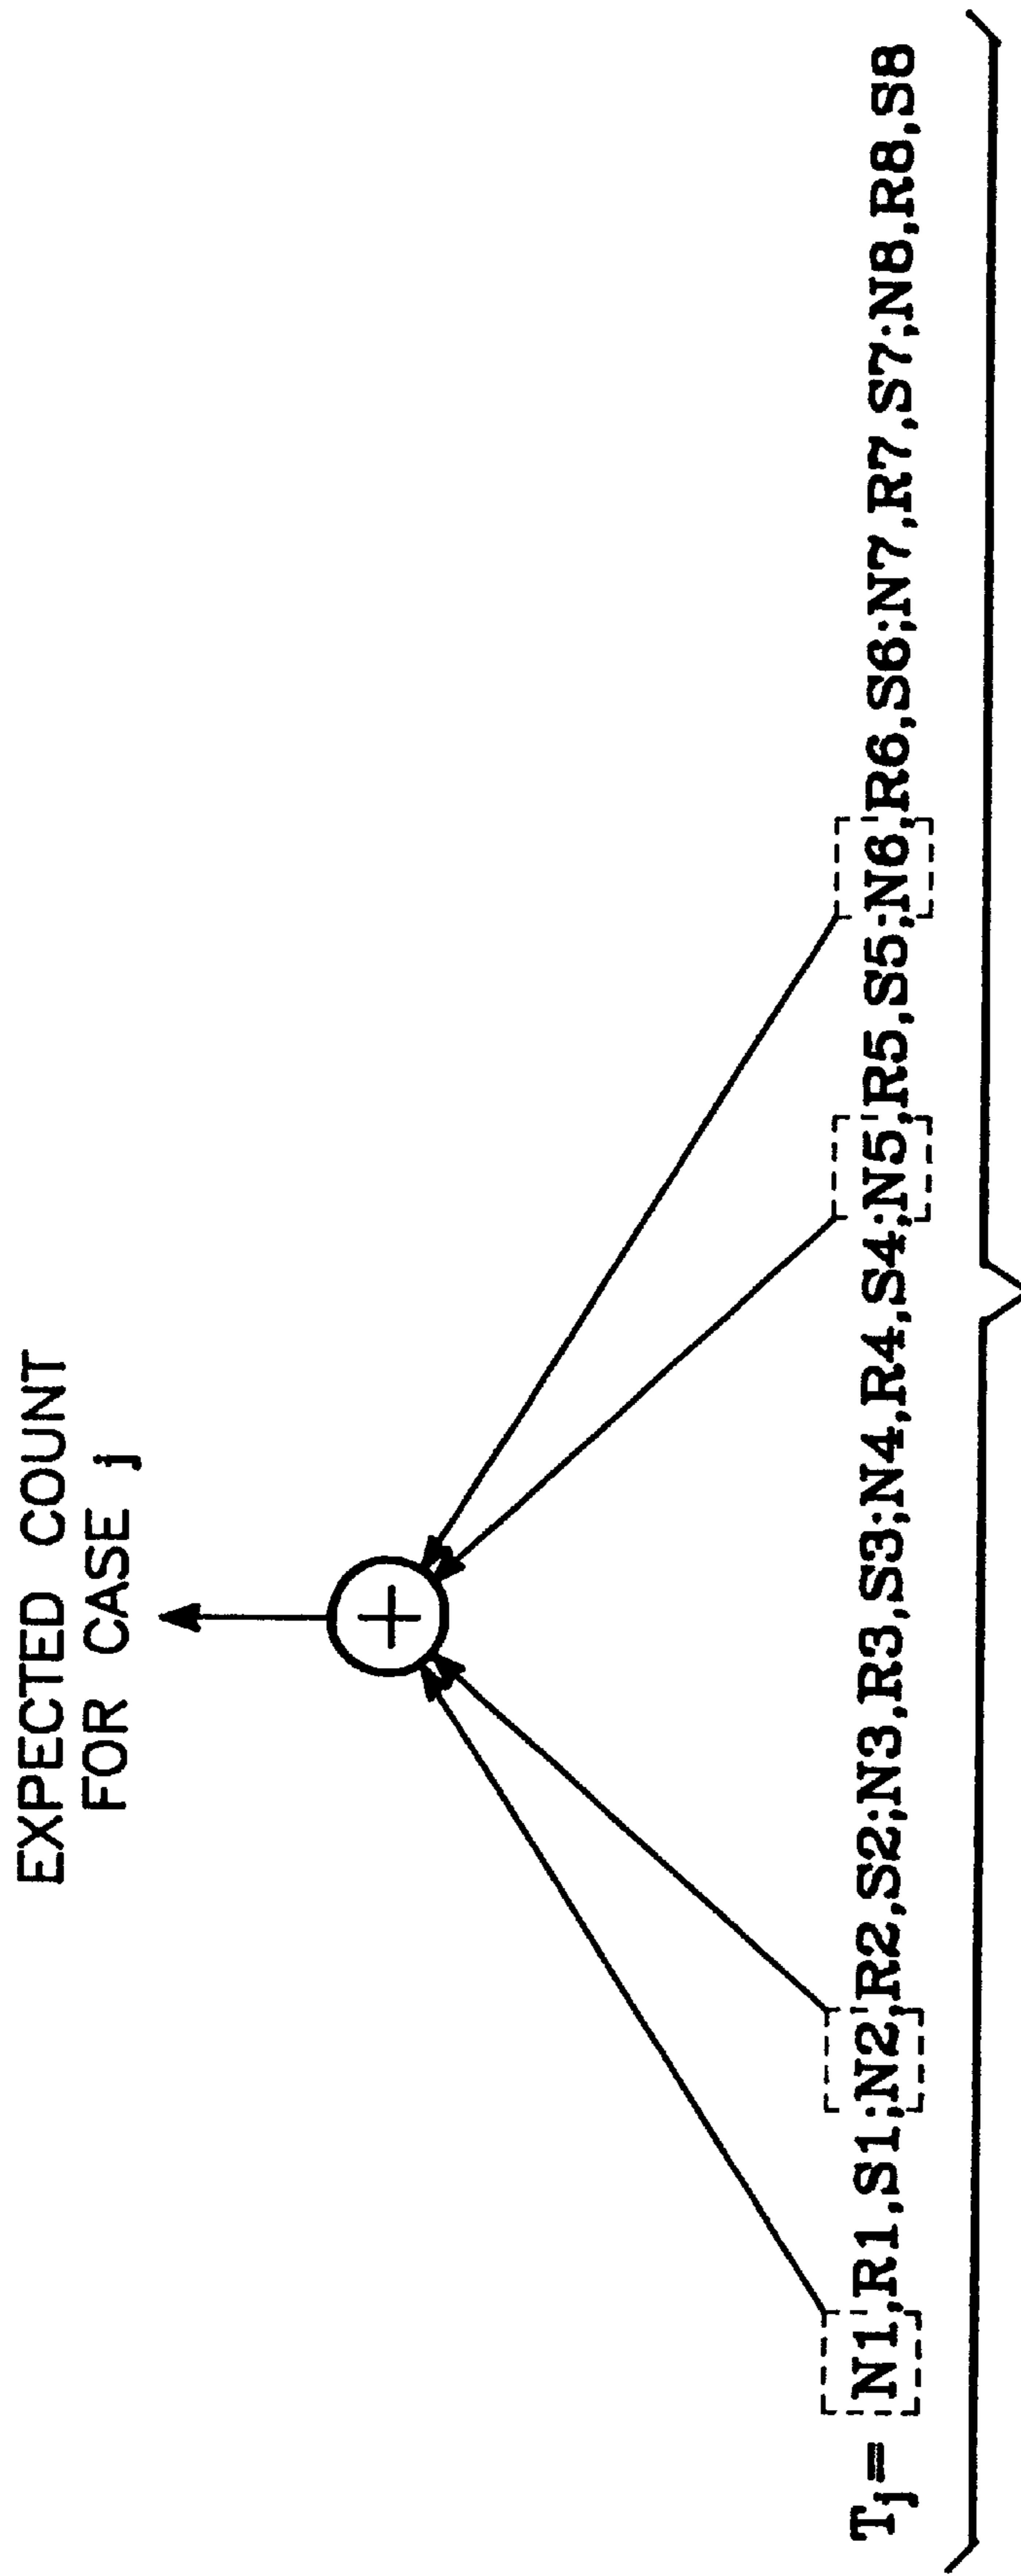 EXPECTED COUNT
FOR CASE j
+
Tj= N1,R1,S1;N2,R2,S2;N3,R3,S3;N4,R4,S4;N5,R5,S5;N6,R6,S6;N7,R7,S7;N8,R8,S8